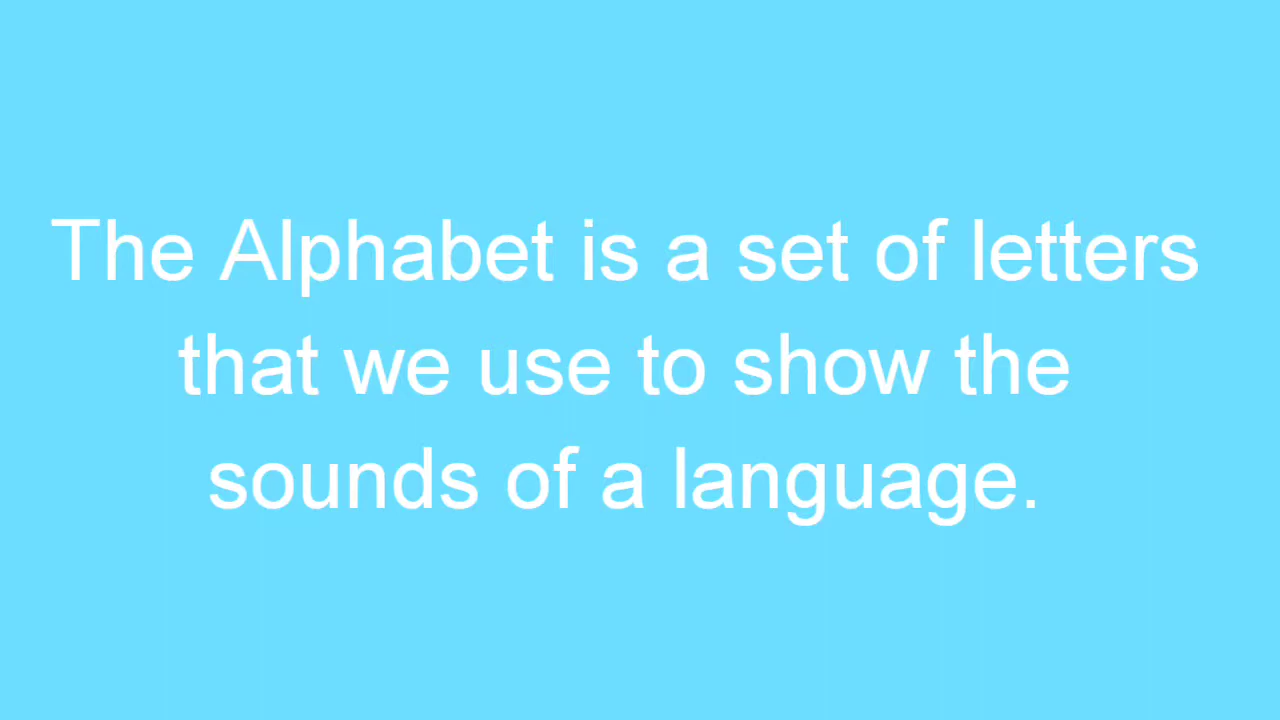 The Alphabet is a set of letters
that we use to show the
sounds of a language.